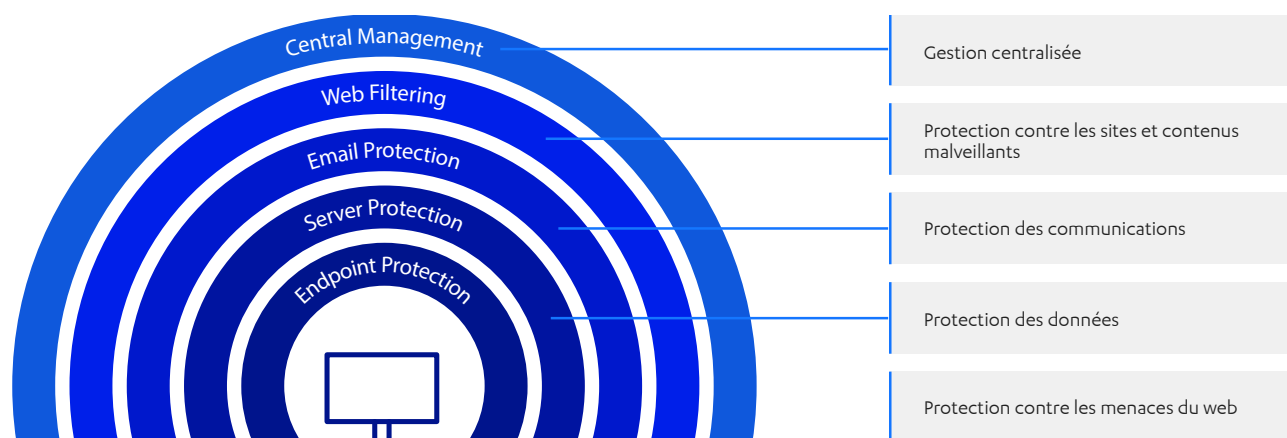 Central Management
Web Filtering
Email Protection
Server Protection
Endpoint Protection
Gestion centralisée
Protection contre les sites et contenus
malveillants
Protection des communications
Protection des données
Protection contre les menaces du web